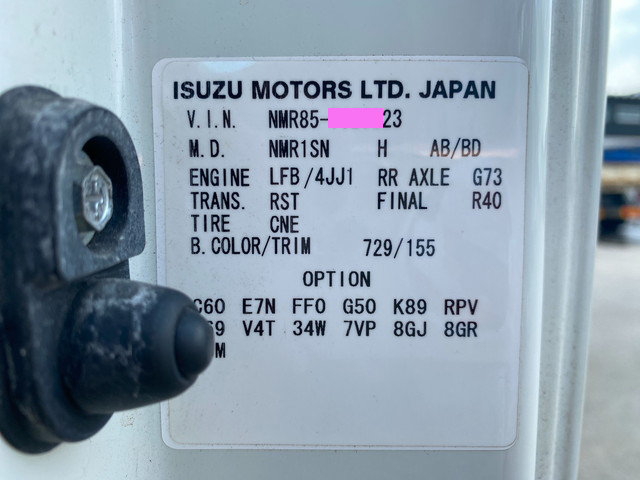 ISUZU MOTORS LTD. JAPAN
V.I.N. NMR85- 23
M.D. NMR1SN H AB/BD
ENGINE LFB/4JJ1 RR AXLE G73
TRANS. RST FINAL R40
TIRE CNE
B.COLOR/TRIM 729/155
OPTION
C60 E7N FF0 G50 K89 RPV
V4T 34W 7VP 8GJ 8GR